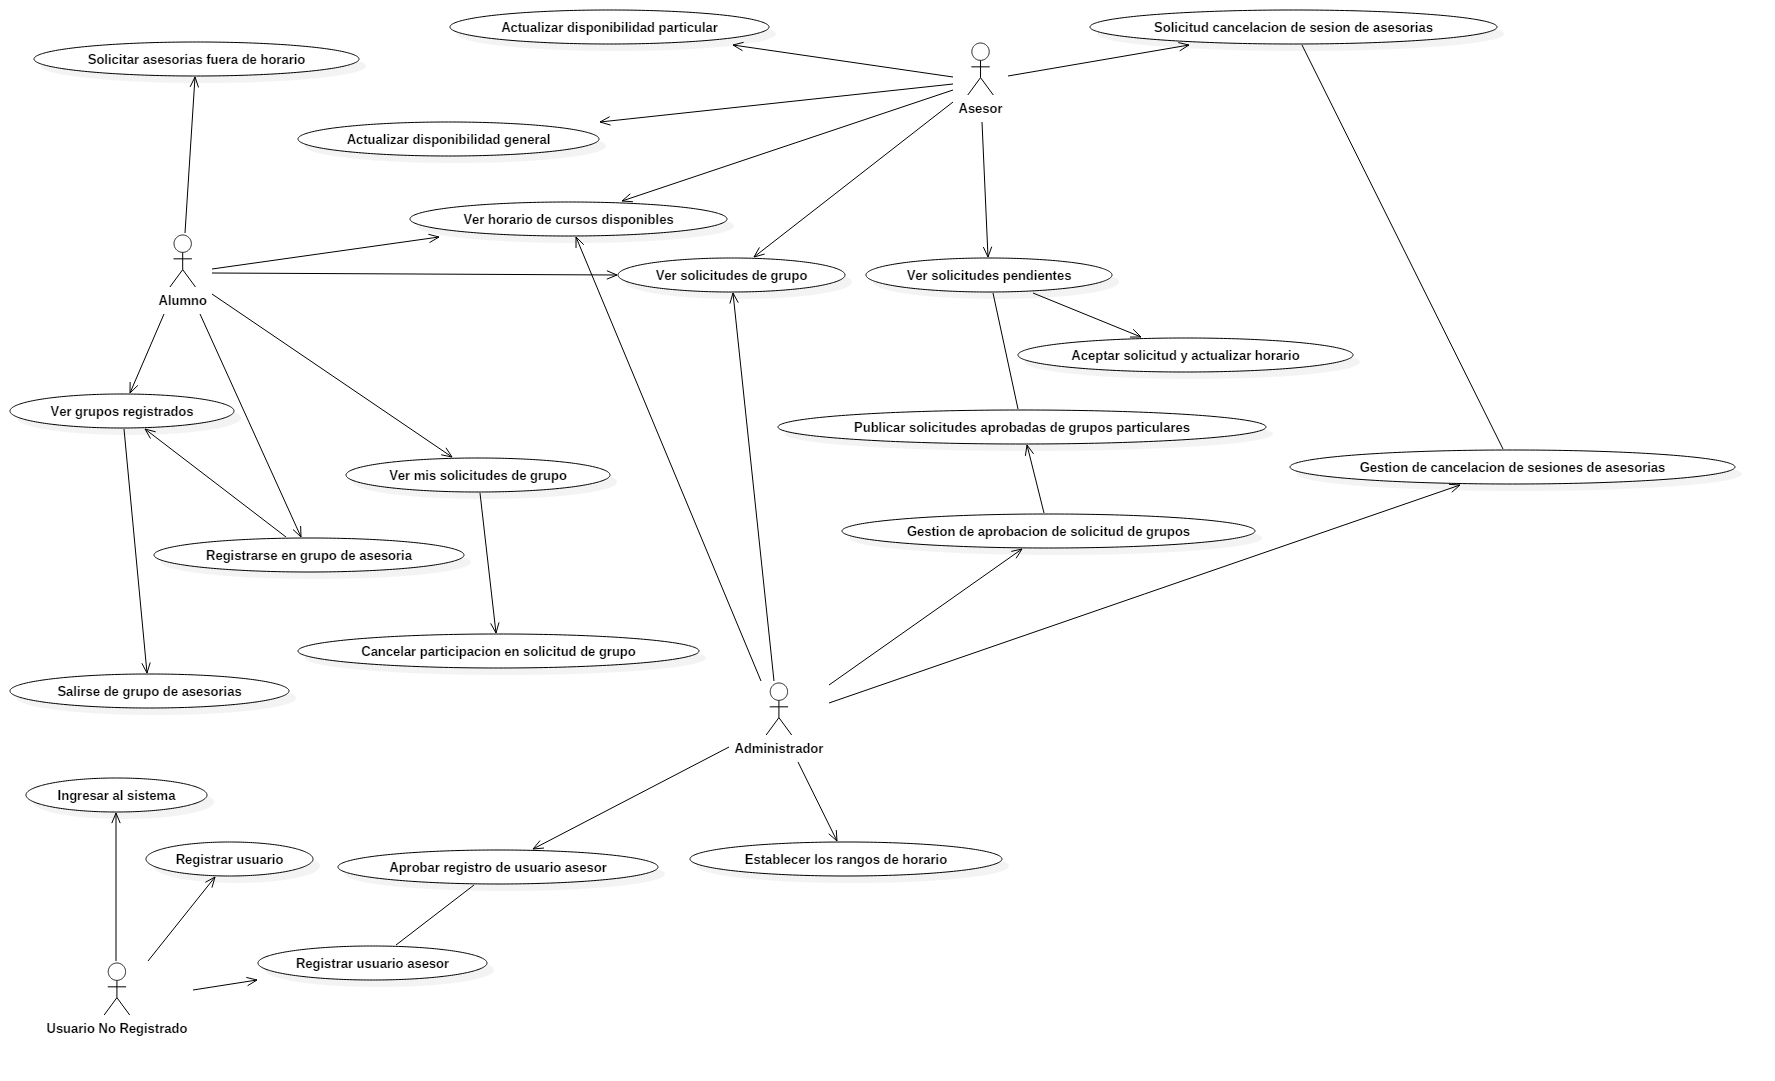 Actualizar disponibilidad particular
Solicitud cancelacion de sesion de asesorias
Solicitar asesorias fuera de horario
Asesor
Actualizar disponibilidad general
Ver horario de cursos disponibles
Ver solicitudes de grupo
Ver solicitudes pendientes
Alumno
Aceptar solicitud y actualizar horario
Ver grupos registrados
Publicar solicitudes aprobadas de grupos particulares
Ver mis solicitudes de grupo
Gestion de cancelacion de sesiones de asesorias
Gestion de aprobacion de solicitud de grupos
Registrarse en grupo de asesoria
Cancelar participacion en solicitud de grupo
Salirse de grupo de asesorias
Administrador
Ingresar al sistema
Registrar usuario
Aprobar registro de usuario asesor
Establecer los rangos de horario
Registrar usuario asesor
Usuario No Registrado